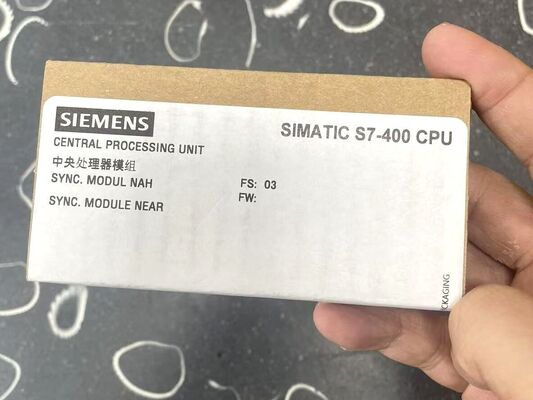 SIEMENS
SIMATIC S7-400 CPU
CENTRAL PROCESSING UNIT
中央处理器模组
SYNC. MODUL NAH
FS: 03
SYNC. MODULE NEAR
FW:
CKAGING